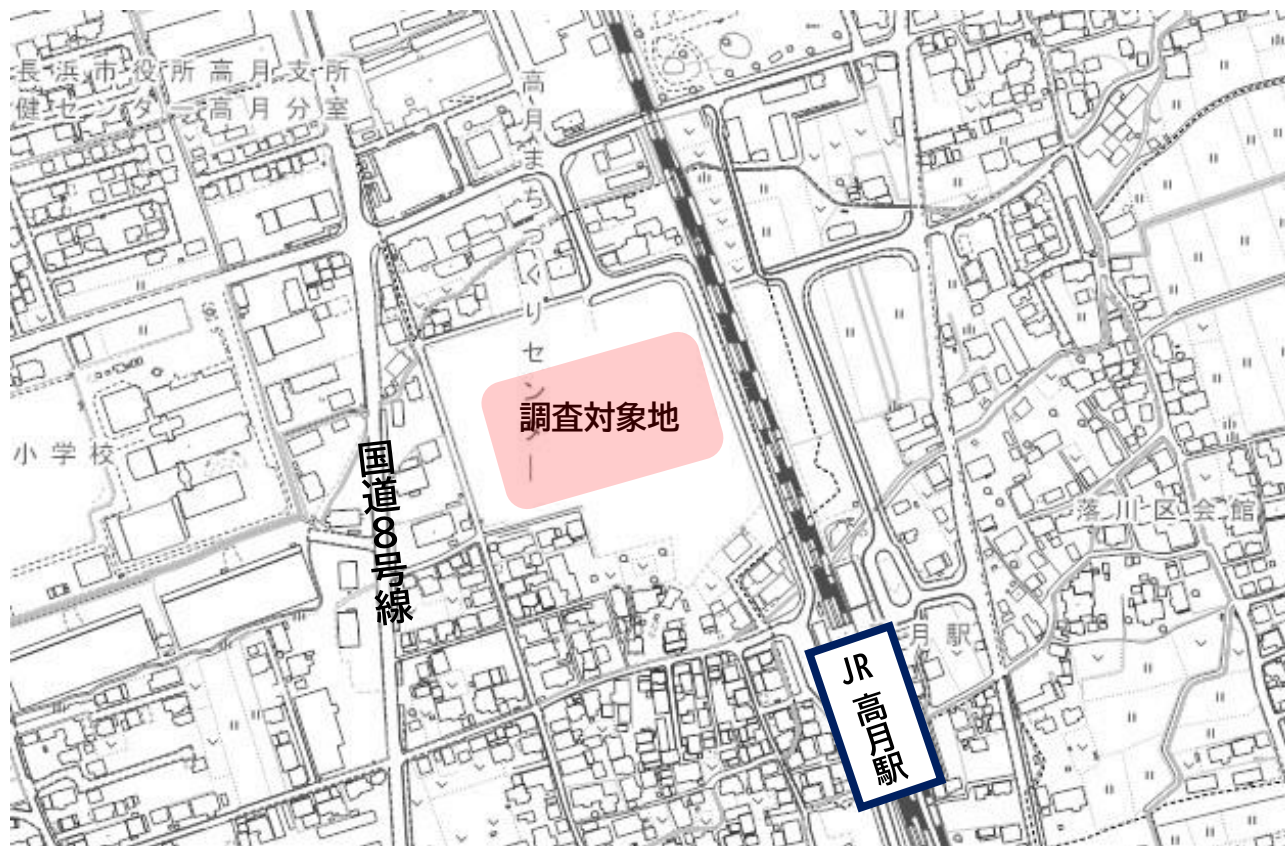 長浜市役所高月支所
健センター高月分室
高月まちづくりセンター
調査対象地
小学校
国道8号線
落川区会館
月駅
JR高月駅